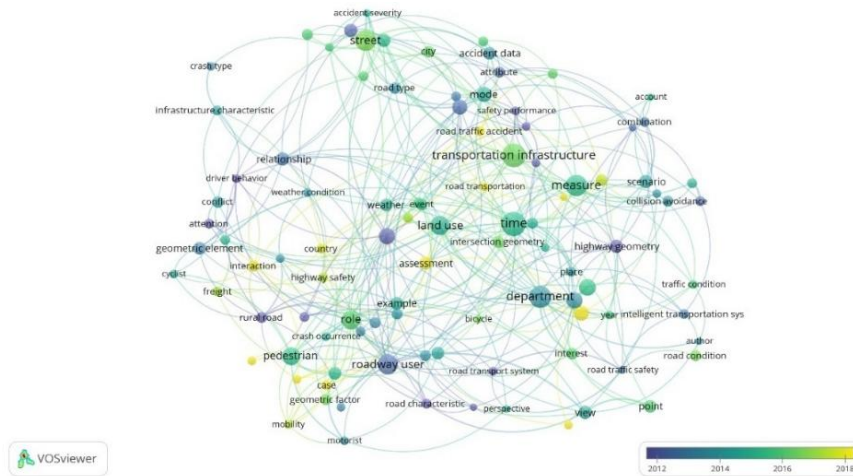 accident severity
street
city
accident data
crash type
attribute
road type
mode
account
infrastructure characteristic
safety performance
combination
road traffic accident
relationship
transportation infrastructure
driver behavior
road transportation
measure
scenario
weather condition
conflict
weather
event
collision avoidance
attention
land use
time
geometric element
country
intersection geometry
highway geometry
cyclist
interaction
assessment
place
freight
highway safety
traffic condition
example
department
rural road
role
bicycle
year
intelligent transportation sys
crash occurrence
author
pedestrian
interest
road condition
roadway user
road transport system
road traffic safety
case
geometric factor
road characteristic
perspective
view
point
mobility
motorist
VOSviewer
2012 2014 2016 2018